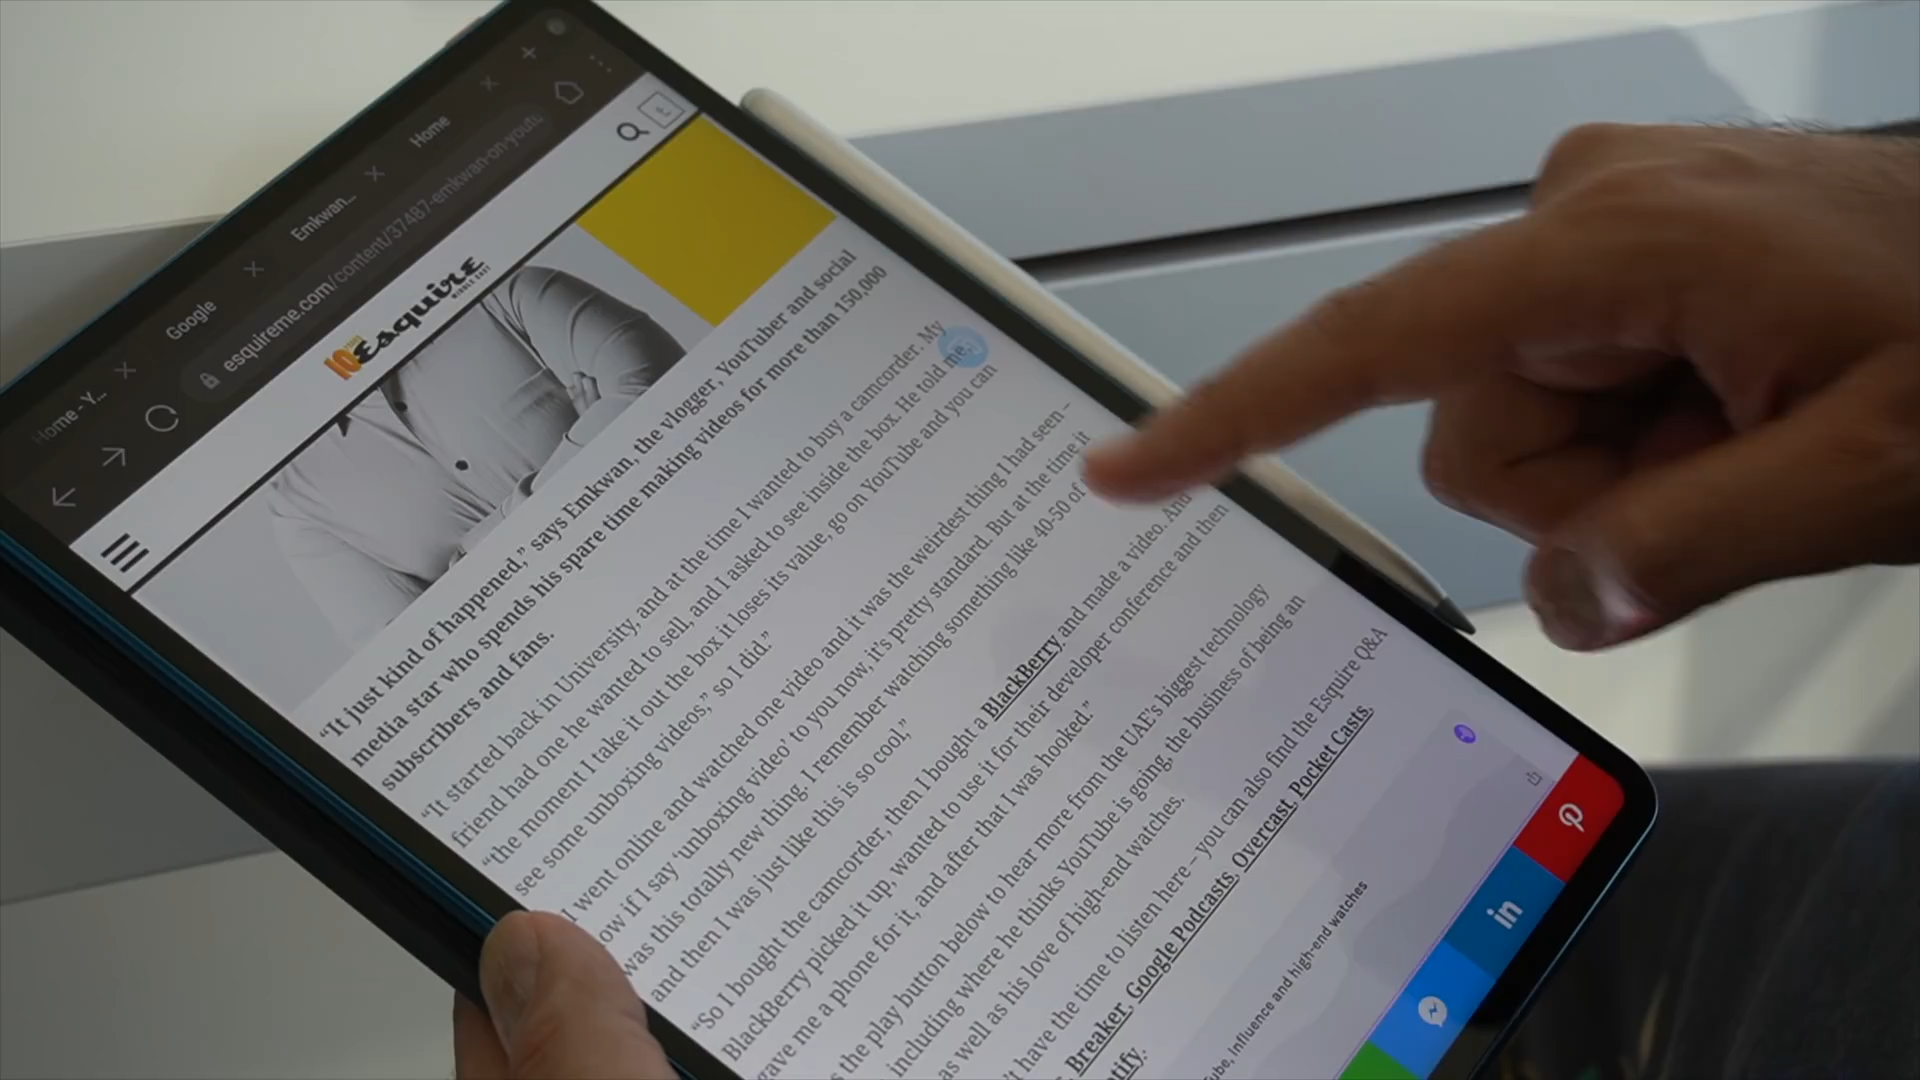 Home - Y...
Google
Emkwan...
Home
esquireme.com/content/37487-emkwan-on-youtu
Esquire
MIDDLE EAST
“It just kind of happened,” says Emkwan, the vlogger, YouTuber and social
media star who spends his spare time making videos for more than 150,000
subscribers and fans.
“It started back in University, and at the time I wanted to buy a camcorder. My
friend had one he wanted to sell, and I asked to see inside the box. He told me,
“the moment I take it out the box it loses its value, go on YouTube and you can
see some unboxing videos,” so I did.”
I went online and watched one video and it was the weirdest thing I had seen –
ow if I say ‘unboxing video’ to you now, it’s pretty standard. But at the time it
was this totally new thing. I remember watching something like 40-50 of
and then I was just like this is so cool,”
“So I bought the camcorder, then I bought a BlackBerry and made a video. And
BlackBerry picked it up, wanted to use it for their developer conference and then
gave me a phone for it, and after that I was hooked.”
the play button below to hear more from the UAE’s biggest technology
including where he thinks YouTube is going, the business of being an
as well as his love of high-end watches.
't have the time to listen here – you can also find the Esquire Q&A
Breaker, Google Podcasts, Overcast, Pocket Casts,
tify.
Tube, influence and high-end watches
in